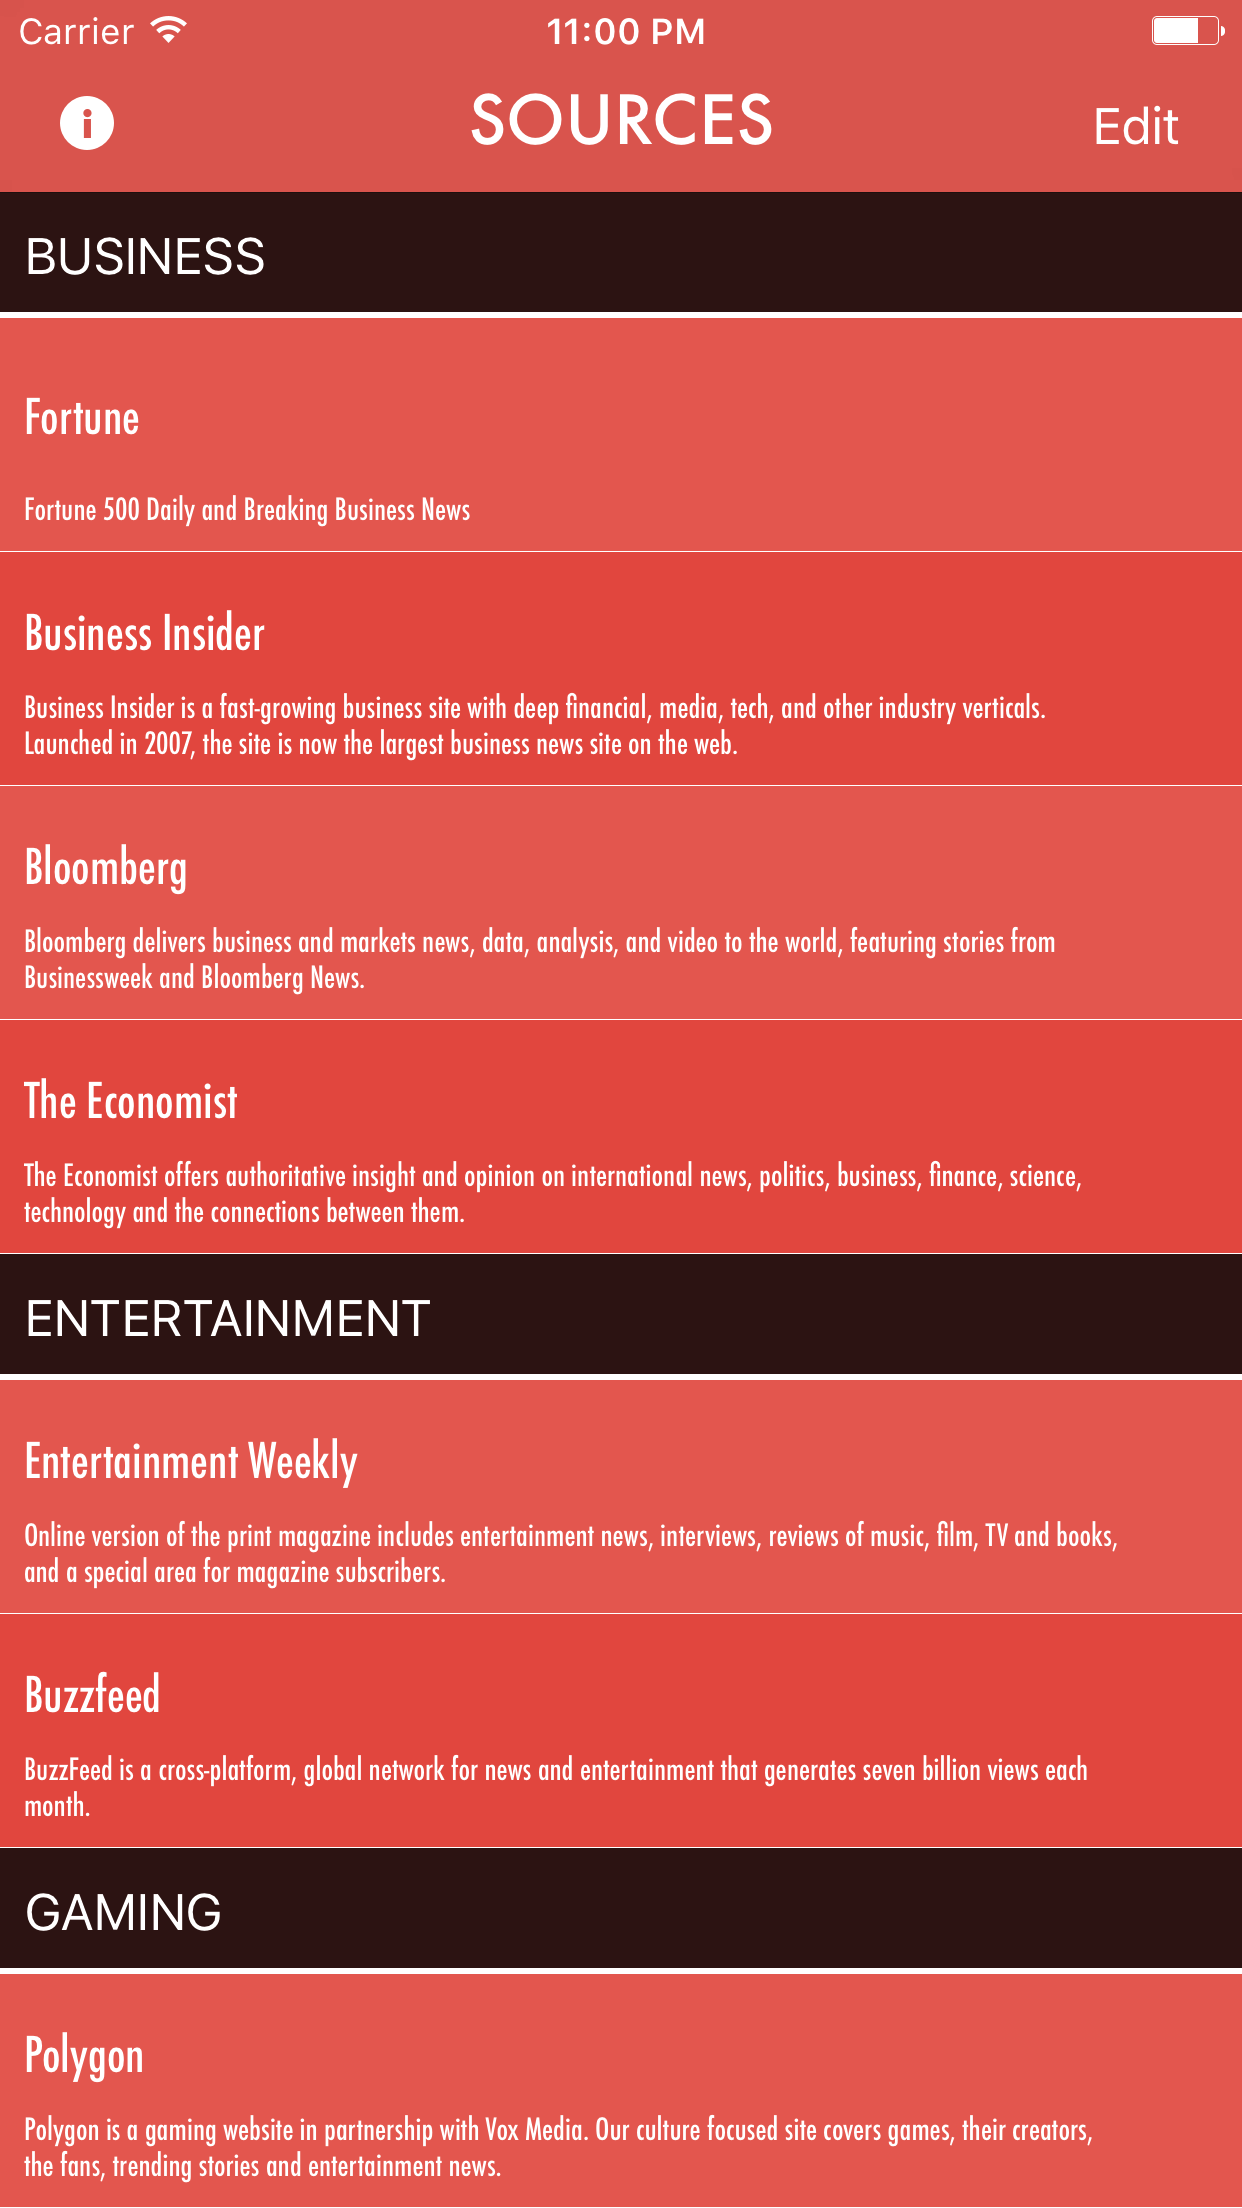 Carrier 11:00 PM
SOURCES Edit
BUSINESS
Fortune
Fortune 500 Daily and Breaking Business News
Business Insider
Business Insider is a fast-growing business site with deep financial, media, tech, and other industry verticals.
Launched in 2007, the site is now the largest business news site on the web.
Bloomberg
Bloomberg delivers business and markets news, data, analysis, and video to the world, featuring stories from
Businessweek and Bloomberg News.
The Economist
The Economist offers authoritative insight and opinion on international news, politics, business, finance, science,
technology and the connections between them.
ENTERTAINMENT
Entertainment Weekly
Online version of the print magazine includes entertainment news, interviews, reviews of music, film, TV and books,
and a special area for magazine subscribers.
Buzzfeed
BuzzFeed is a cross-platform, global network for news and entertainment that generates seven billion views each
month.
GAMING
Polygon
Polygon is a gaming website in partnership with Vox Media. Our culture focused site covers games, their creators,
the fans, trending stories and entertainment news.